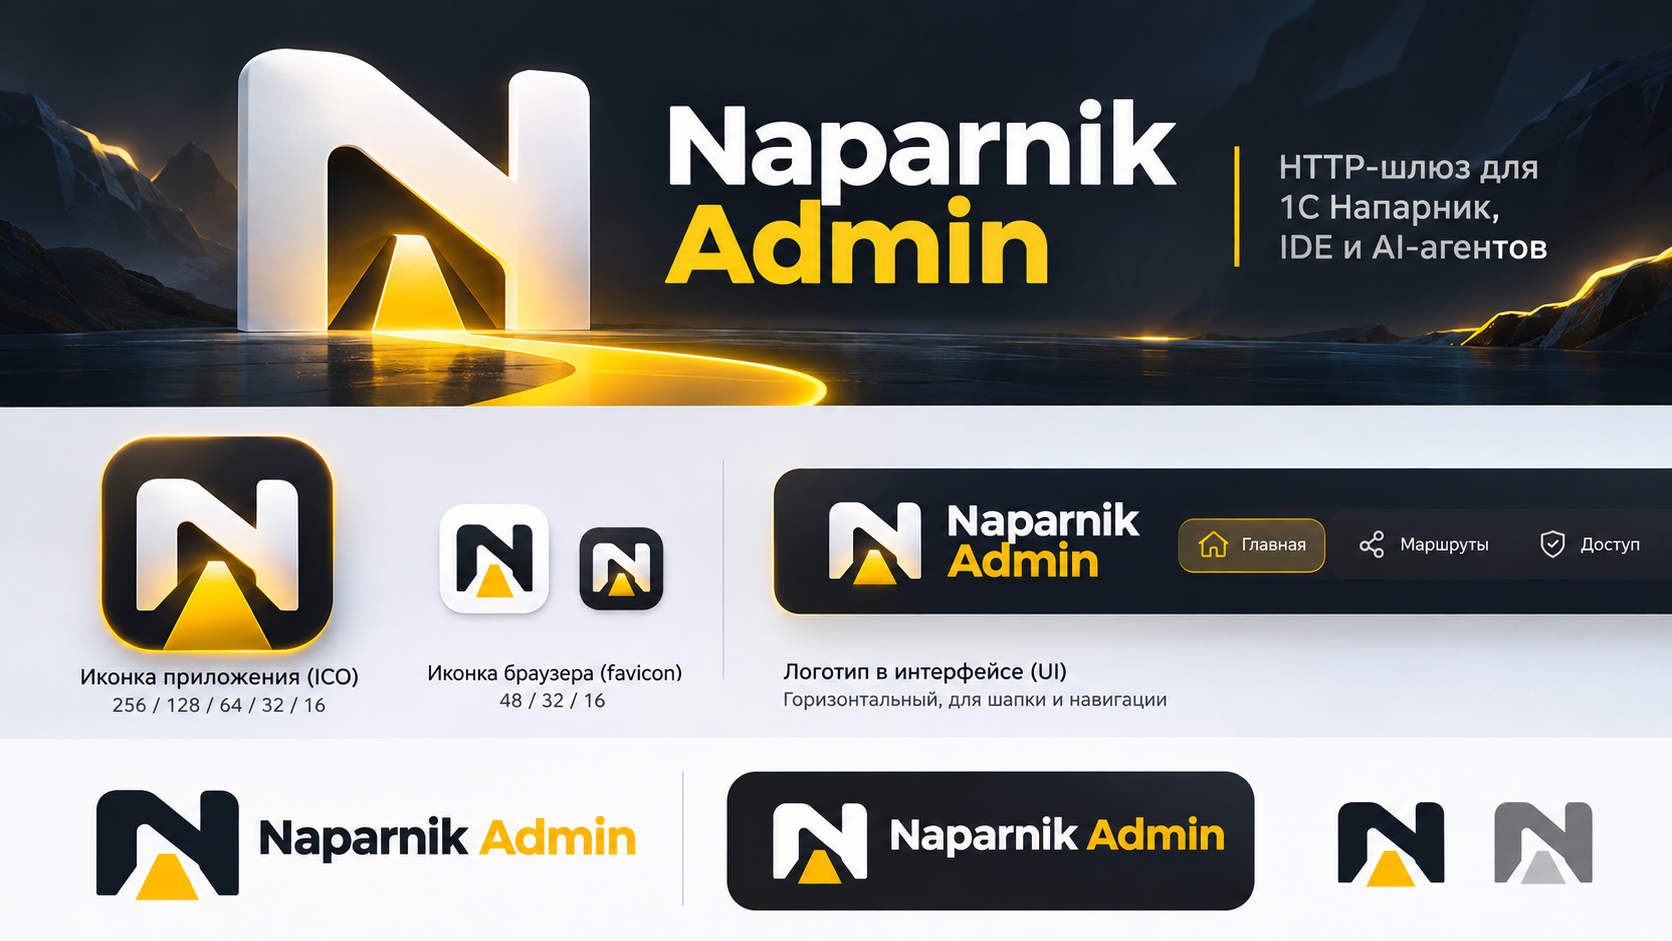 Naparnik
Admin
HTTP-шлюз для
1С Напарник,
IDE и AI-агентов
Иконка приложения (ICO)
256 / 128 / 64 / 32 / 16
Иконка браузера (favicon)
48 / 32 / 16
Naparnik
Admin
Главная
Маршруты
Доступ
Логотип в интерфейсе (UI)
Горизонтальный, для шапки и навигации
Naparnik Admin
Naparnik Admin